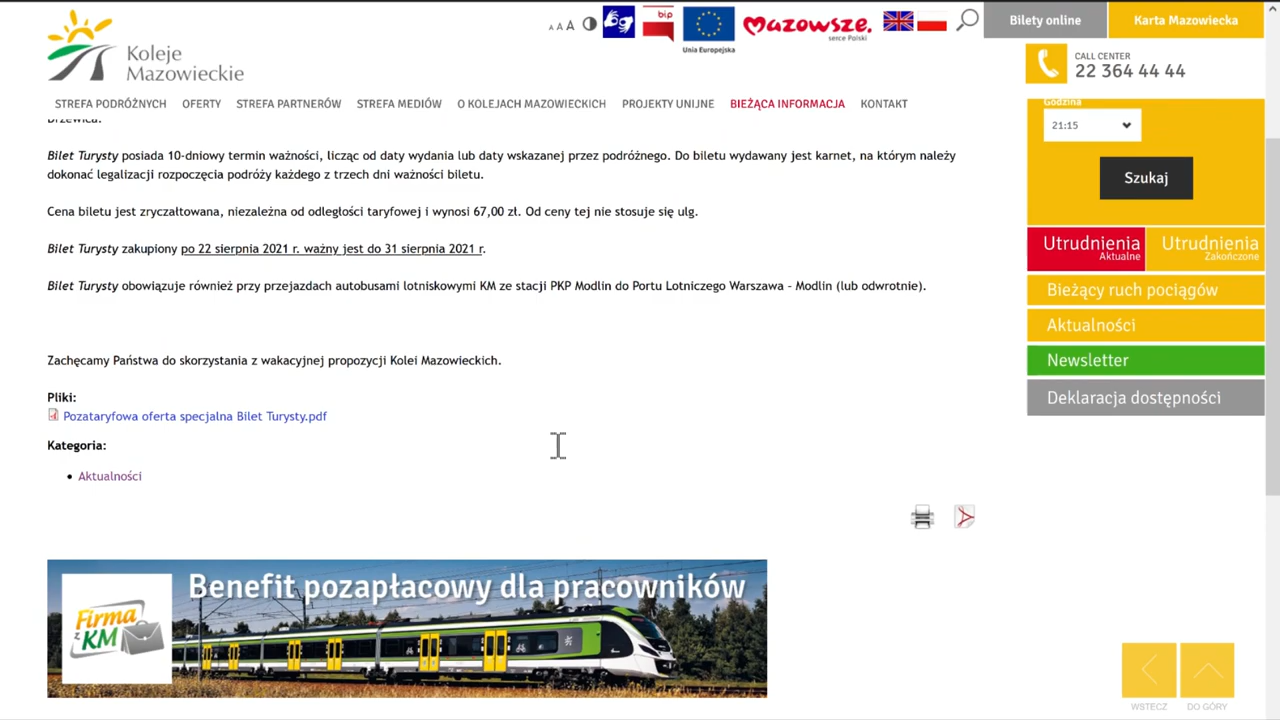 Koleje
Mazowieckie
A A A
bip
Unia Europejska
Mazowsze.
serce Polski
Bilety online
Karta Mazowiecka
CALL CENTER
22 364 44 44
STREFA PODRÓŻNYCH OFERTY STREFA PARTNERÓW STREFA MEDIÓW O KOLEJACH MAZOWIECKICH PROJEKTY UNIJNE BIEŻĄCA INFORMACJA KONTAKT
Drzewica.
Bilet Turysty posiada 10-dniowy termin ważności, licząc od daty wydania lub daty wskazanej przez podróżnego. Do biletu wydawany jest karnet, na którym należy
dokonać legalizacji rozpoczęcia podróży każdego z trzech dni ważności biletu.
Cena biletu jest zryczałtowana, niezależna od odległości taryfowej i wynosi 67,00 zł. Od ceny tej nie stosuje się ulg.
Bilet Turysty zakupiony po 22 sierpnia 2021 r. ważny jest do 31 sierpnia 2021 r.
Bilet Turysty obowiązuje również przy przejazdach autobusami lotniskowymi KM ze stacji PKP Modlin do Portu Lotniczego Warszawa – Modlin (lub odwrotnie).
Zachęcamy Państwa do skorzystania z wakacyjnej propozycji Kolei Mazowieckich.
Pliki:
Pozataryfowa oferta specjalna Bilet Turysty.pdf
Kategoria:
• Aktualności
Godzina
21:15
Szukaj
Utrudnienia
Aktualne
Utrudnienia
Zakończone
Bieżący ruch pociągów
Aktualności
Newsletter
Deklaracja dostępności
Firma
z KM
Benefit pozapłacowy dla pracowników
WSTECZ
DO GÓRY